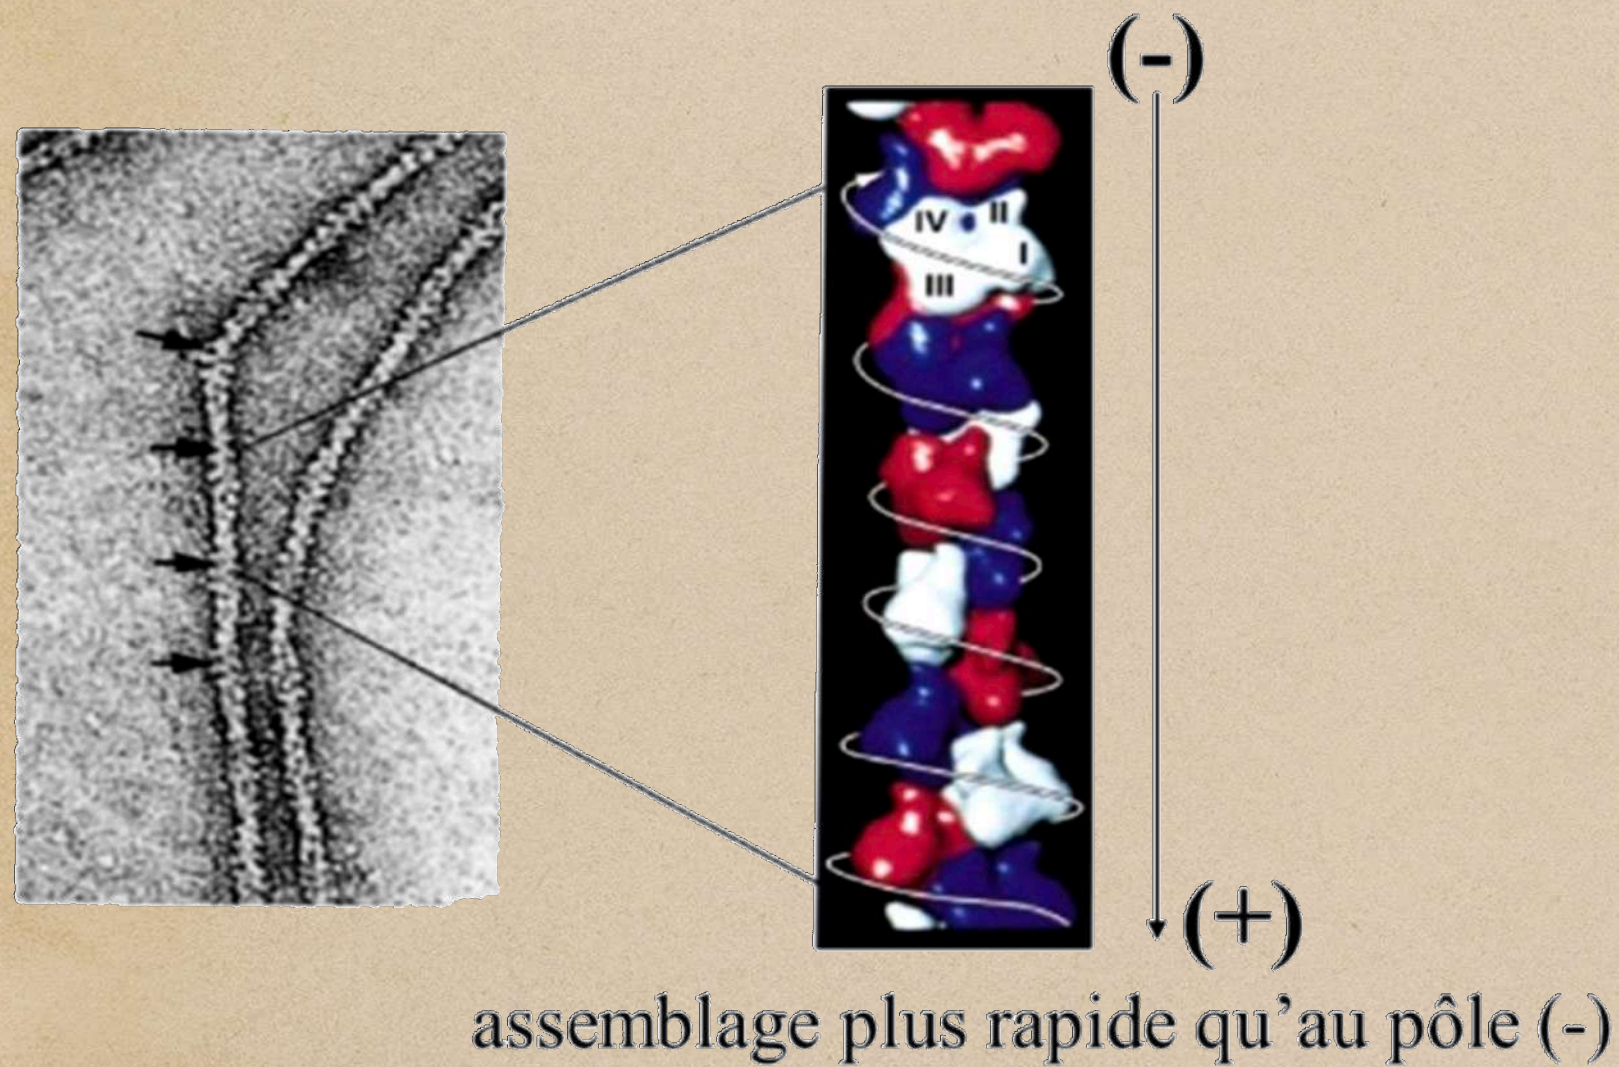 (-)
IV II
I
III
(+)
assemblage plus rapide qu’au pôle (-)